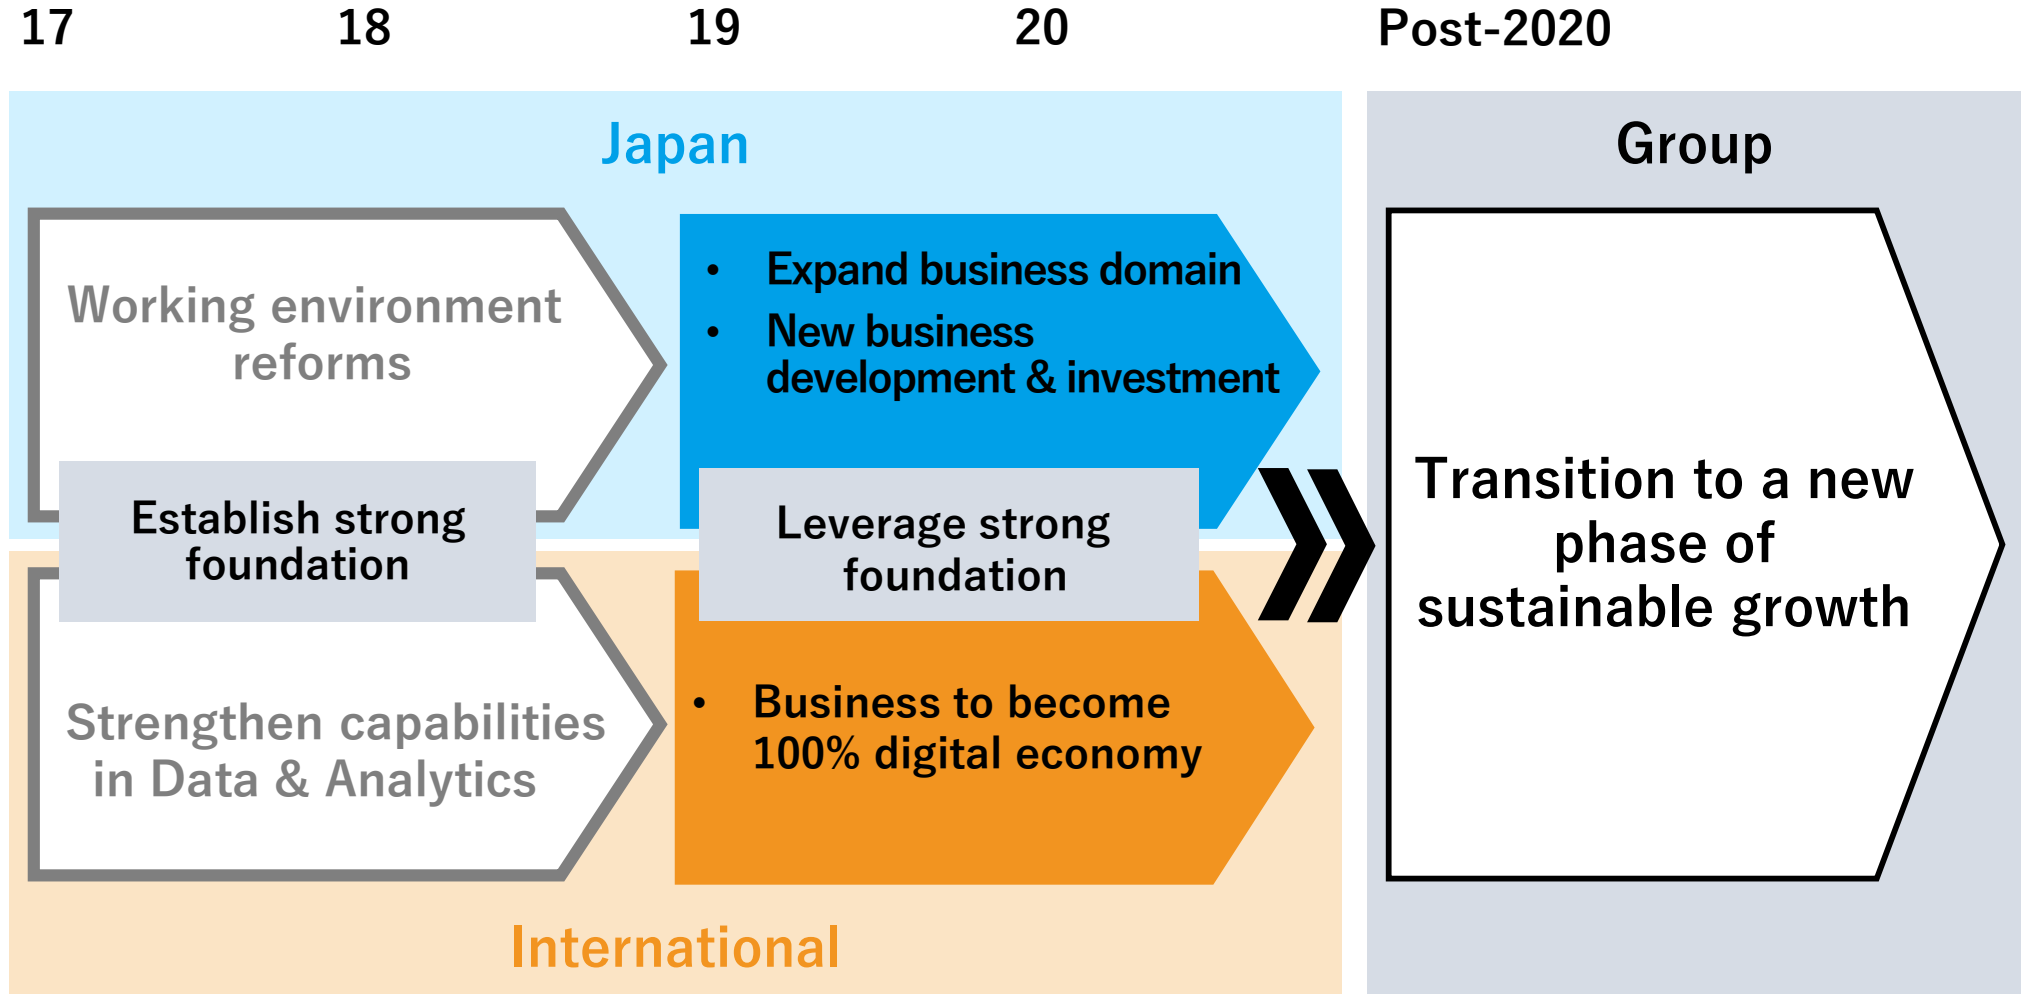 17
18
19
20
Post-2020
Japan
Group
Working environment
reforms
• Expand business domain
• New business
development & investment
Establish strong
foundation
Leverage strong
foundation
Transition to a new
phase of
sustainable growth
Strengthen capabilities
in Data & Analytics
• Business to become
100% digital economy
International